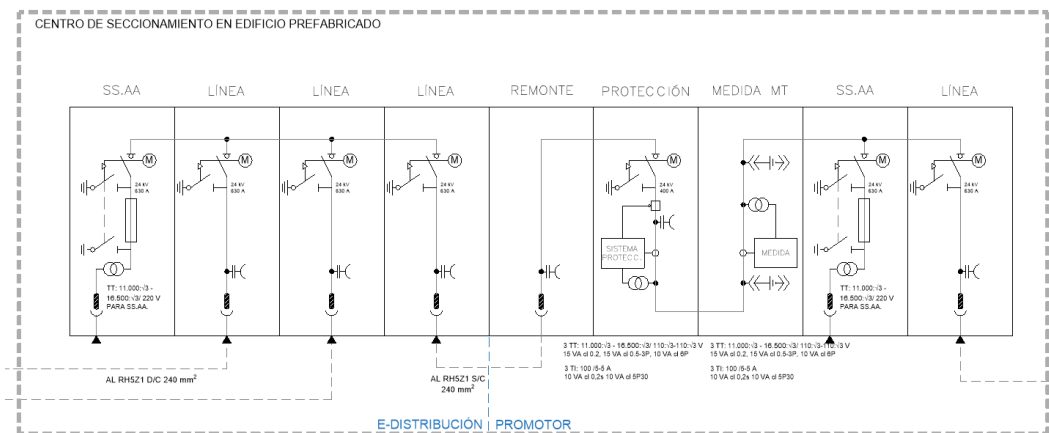 CENTRO DE SECCIONAMIENTO EN EDIFICIO PREFABRICADO
SS.AA
LÍNEA
LÍNEA
LÍNEA
REMONTE
PROTECCIÓN
MEDIDA MT
SS.AA
LÍNEA
M
M
M
M
M
M
M
24 kV
630 A
24 kV
630 A
24 kV
630 A
24 kV
630 A
24 kV
400 A
24 kV
630 A
24 kV
630 A
SISTEMA
PROTECC.
MEDIDA
TT: 11.000:√3 -
16.500:√3/ 220 V
PARA SS.AA.
TT: 11.000:√3 -
16.500:√3/ 220 V
PARA SS.AA.
3 TT: 11.000:√3 - 16.500:√3/ 110:√3-110:√3 V
15 VA cl 0.2, 15 VA cl 0.5-3P, 10 VA cl 6P
3 TI: 100 /5-5 A
10 VA cl 0,2s 10 VA cl 5P30
3 TT: 11.000:√3 - 16.500:√3/ 110:√3-110:√3 V
15 VA cl 0.2, 15 VA cl 0.5-3P, 10 VA cl 6P
3 TI: 100 /5-5 A
10 VA cl 0,2s 10 VA cl 5P30
AL RH5Z1 D/C 240 mm²
AL RH5Z1 S/C
240 mm²
E-DISTRIBUCIÓN
PROMOTOR